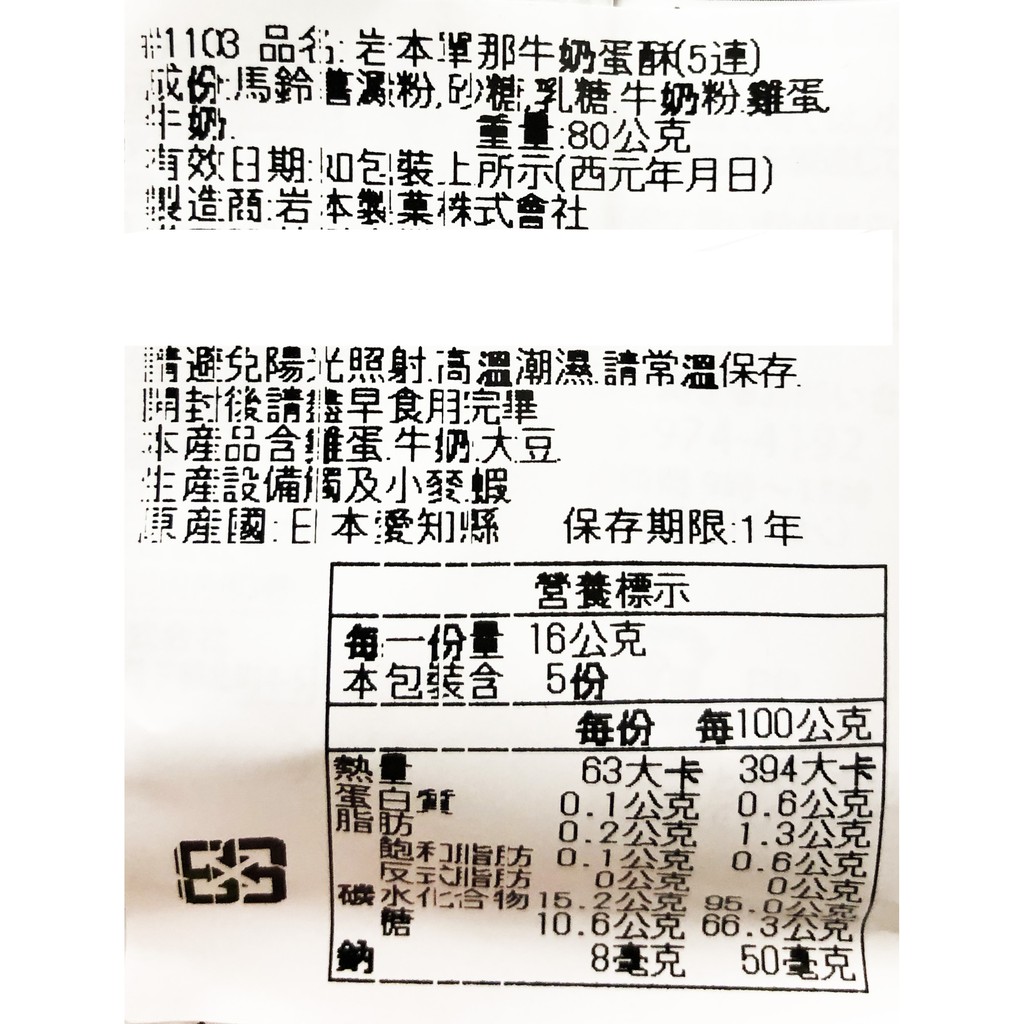 #1103 品名:岩本單那牛奶蛋酥(5連)
成份:馬鈴薯澱粉.砂糖.乳糖.牛奶粉.雞蛋
牛奶. 重量:80公克
有效日期:如包裝上所示(西元年月日)
製造商:岩本製菓株式會社
請避免陽光照射.高溫潮濕.請常溫保存.
開封後請盡早食用完畢
本産品含雞蛋.牛奶.大豆.
生産設備觸及小麥.蝦
原産國:日本愛知縣 保存期限:1年
營養標示
每一份量 16公克
本包裝含 5份
每份 每100公克
熱量 63大卡 394大卡
蛋白質 0.1公克 0.6公克
脂肪 0.2公克 1.3公克
飽和脂肪 0.1公克 0.6公克
反式脂肪 0公克 0公克
碳水化合物 15.2公克 95.0公克
糖 10.6公克 66.3公克
鈉 8毫克 50毫克